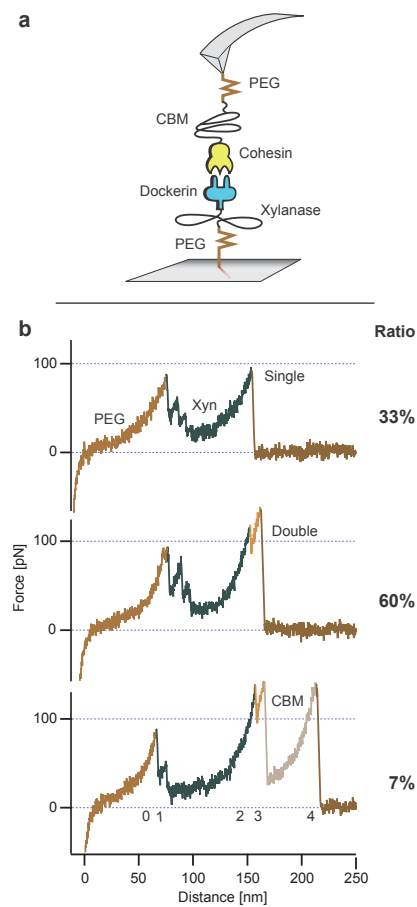 a
PEG
CBM
Cohesin
Dockerin
Xylanase
PEG
b
Ratio
100
Single
PEG
Xyn
33%
0
100
Double
Force [pN]
60%
0
CBM
100
7%
0
0 1 2 3 4
0 50 100 150 200 250
Distance [nm]